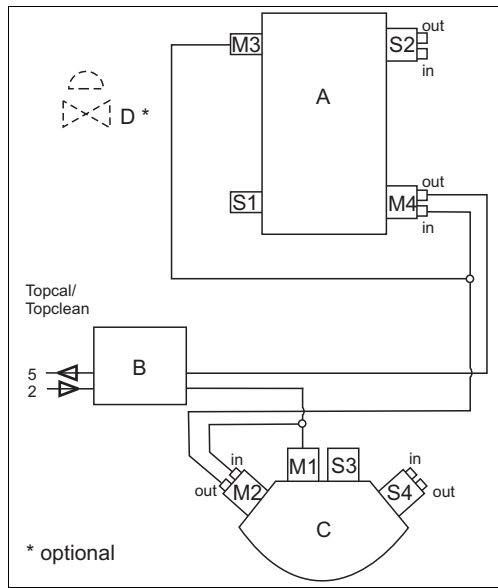 out
M3
S2
in
A
D *
out
S1
M4
in
Topcal/
Topclean
5
B
2
in
in
M1
S3
out
M2
S4
out
C
* optional